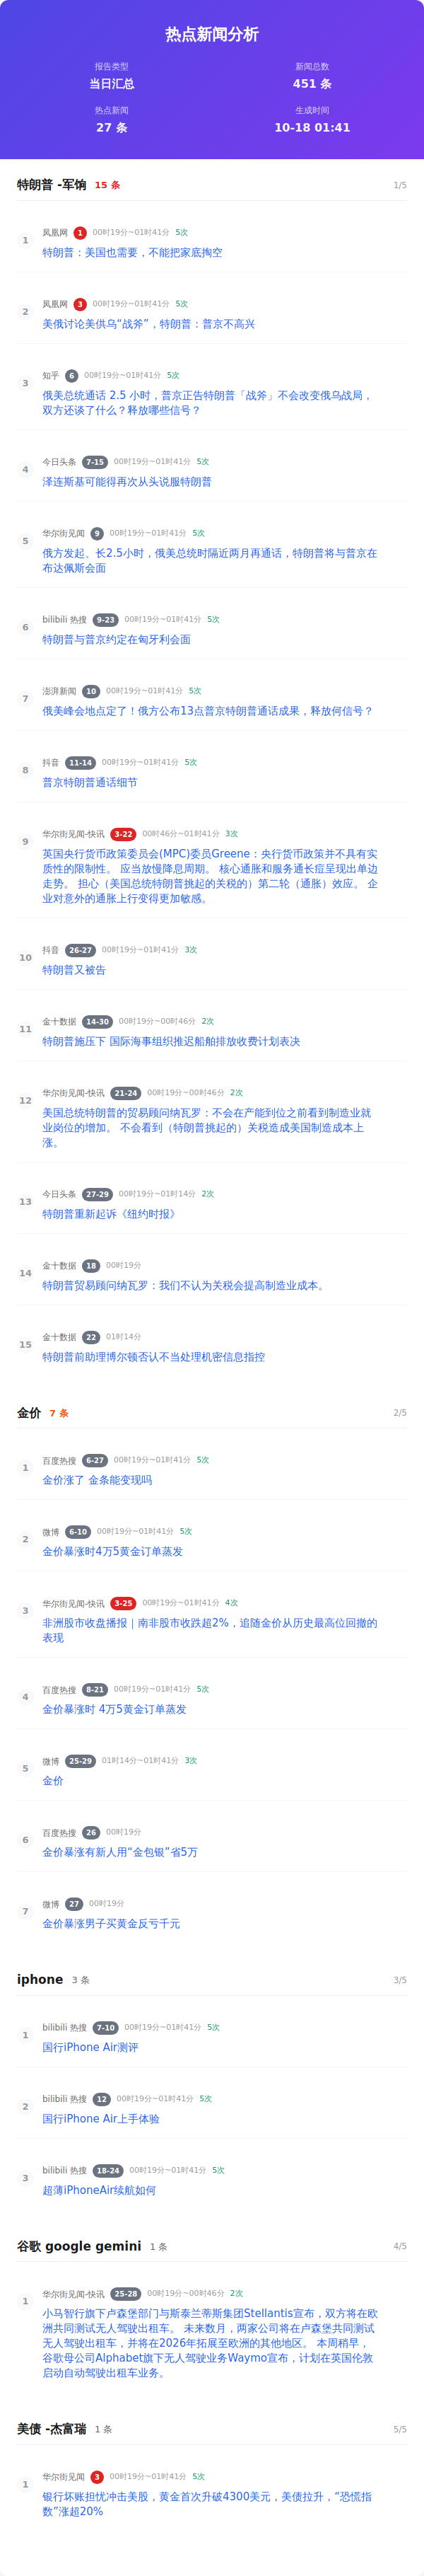 热点新闻分析
报告类型
新闻总数
当日汇总
451 条
热点新闻
生成时间
27 条
10-18 01:41
特朗普 -军饷 15 条 1/5
1 凤凰网 1 00时19分~01时41分 5次
特朗普：美国也需要，不能把家底掏空
2 凤凰网 3 00时19分~01时41分 5次
美俄讨论美供乌“战斧”，特朗普：普京不高兴
3 知乎 6 00时19分~01时41分 5次
俄美总统通话 2.5 小时，普京正告特朗普「战斧」不会改变俄乌战局，
双方还谈了什么？释放哪些信号？
4 今日头条 7-15 00时19分~01时41分 5次
泽连斯基可能得再次从头说服特朗普
5 华尔街见闻 9 00时19分~01时41分 5次
俄方发起、长2.5小时，俄美总统时隔近两月再通话，特朗普将与普京在
布达佩斯会面
6 bilibili 热搜 9-23 00时19分~01时41分 5次
特朗普与普京约定在匈牙利会面
7 澎湃新闻 10 00时19分~01时41分 5次
俄美峰会地点定了！俄方公布13点普京特朗普通话成果，释放何信号？
8 抖音 11-14 00时19分~01时41分 5次
普京特朗普通话细节
9 华尔街见闻-快讯 3-22 00时46分~01时41分 3次
英国央行货币政策委员会(MPC)委员Greene：央行货币政策并不具有实
质性的限制性。 应当放慢降息周期。 核心通胀和服务通长痘呈现出单边
走势。 担心（美国总统特朗普挑起的关税的）第二轮（通胀）效应。 企
业对意外的通胀上行变得更加敏感。
10 抖音 26-27 00时19分~01时41分 3次
特朗普又被告
11 金十数据 14-30 00时19分~00时46分 2次
特朗普施压下 国际海事组织推迟船舶排放收费计划表决
12 华尔街见闻-快讯 21-24 00时19分~00时46分 2次
美国总统特朗普的贸易顾问纳瓦罗：不会在产能到位之前看到制造业就
业岗位的增加。 不会看到（特朗普挑起的）关税造成美国制造成本上
涨。
13 今日头条 27-29 00时19分~01时14分 2次
特朗普重新起诉《纽约时报》
14 金十数据 18 00时19分
特朗普贸易顾问纳瓦罗：我们不认为关税会提高制造业成本。
15 金十数据 22 01时14分
特朗普前助理博尔顿否认不当处理机密信息指控
金价 7 条 2/5
1 百度热搜 6-27 00时19分~01时41分 5次
金价涨了 金条能变现吗
2 微博 6-10 00时19分~01时41分 5次
金价暴涨时4万5黄金订单蒸发
3 华尔街见闻-快讯 3-25 00时19分~01时41分 4次
非洲股市收盘播报｜南非股市收跌超2%，追随金价从历史最高位回撤的
表现
4 百度热搜 8-21 00时19分~01时41分 5次
金价暴涨时 4万5黄金订单蒸发
5 微博 25-29 01时14分~01时41分 3次
金价
6 百度热搜 26 00时19分
金价暴涨有新人用“金包银”省5万
7 微博 27 00时19分
金价暴涨男子买黄金反亏千元
iphone 3 条 3/5
1 bilibili 热搜 7-10 00时19分~01时41分 5次
国行iPhone Air测评
2 bilibili 热搜 12 00时19分~01时41分 5次
国行iPhone Air上手体验
3 bilibili 热搜 18-24 00时19分~01时41分 5次
超薄iPhoneAir续航如何
谷歌 google gemini 1 条 4/5
1 华尔街见闻-快讯 25-28 00时19分~00时46分 2次
小马智行旗下卢森堡部门与斯泰兰蒂斯集团Stellantis宣布，双方将在欧
洲共同测试无人驾驶出租车。 未来数月，两家公司将在卢森堡共同测试
无人驾驶出租车，并将在2026年拓展至欧洲的其他地区。 本周稍早，
谷歌母公司Alphabet旗下无人驾驶业务Waymo宣布，计划在英国伦敦
启动自动驾驶出租车业务。
美债 -杰富瑞 1 条 5/5
1 华尔街见闻 3 00时19分~01时41分 5次
银行坏账担忧冲击美股，黄金首次升破4300美元，美债拉升，“恐慌指
数”涨超20%